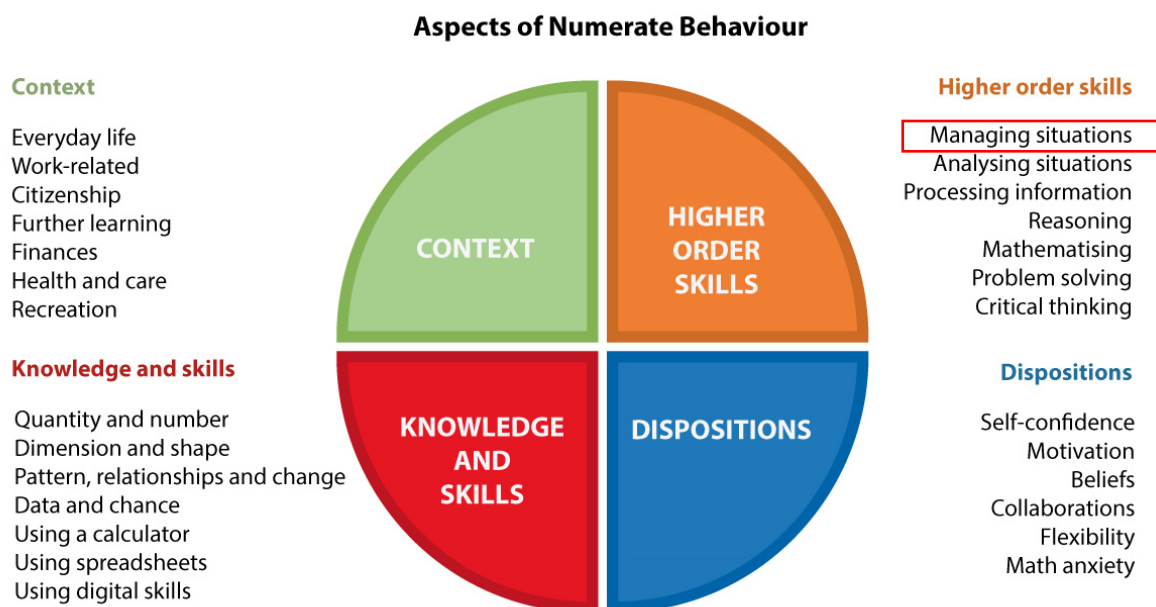 Aspects of Numerate Behaviour
Context
Everyday life
Work-related
Citizenship
Further learning
Finances
Health and care
Recreation
CONTEXT
HIGHER
ORDER
SKILLS
Higher order skills
Managing situations
Analysing situations
Processing information
Reasoning
Mathematising
Problem solving
Critical thinking
Knowledge and skills
Quantity and number
Dimension and shape
Pattern, relationships and change
Data and chance
Using a calculator
Using spreadsheets
Using digital skills
KNOWLEDGE
AND
SKILLS
DISPOSITIONS
Dispositions
Self-confidence
Motivation
Beliefs
Collaborations
Flexibility
Math anxiety